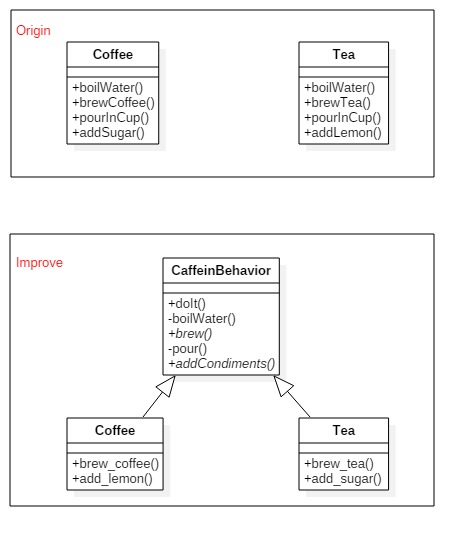 Origin
Coffee
+boilWater()
+brewCoffee()
+pourInCup()
+addSugar()
Tea
+boilWater()
+brewTea()
+pourInCup()
+addLemon()
Improve
CaffeinBehavior
+doIt()
-boilWater()
+brew()
-pour()
+addCondiments()
Coffee
+brew_coffee()
+add_lemon()
Tea
+brew_tea()
+add_sugar()